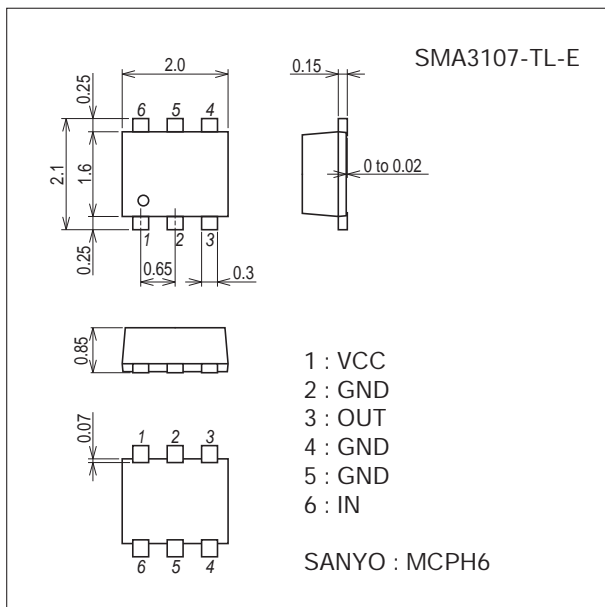 SMA3107-TL-E
2.0
0.15
0.25
6 5 4
2.1
1.6
0 to 0.02
0.25
1 2 3
0.65
0.3
0.85
1 : VCC
2 : GND
3 : OUT
4 : GND
5 : GND
6 : IN
0.07
1 2 3
6 5 4
SANYO : MCPH6